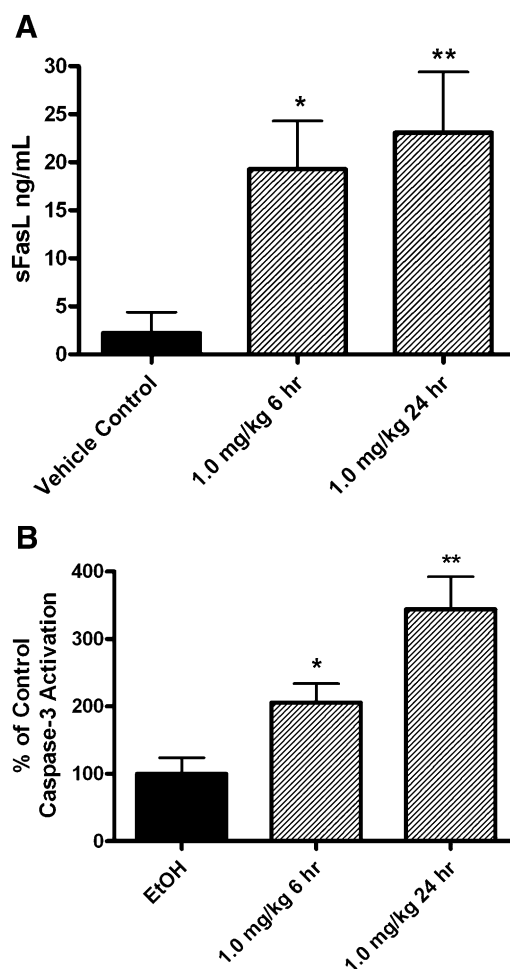 A
sFasL ng/mL
30
25
20
15
10
5
0
*
**
Vehicle Control
1.0 mg/kg 6 hr
1.0 mg/kg 24 hr
B
% of Control
Caspase-3 Activation
400
300
200
100
0
*
**
EtOH
1.0 mg/kg 6 hr
1.0 mg/kg 24 hr